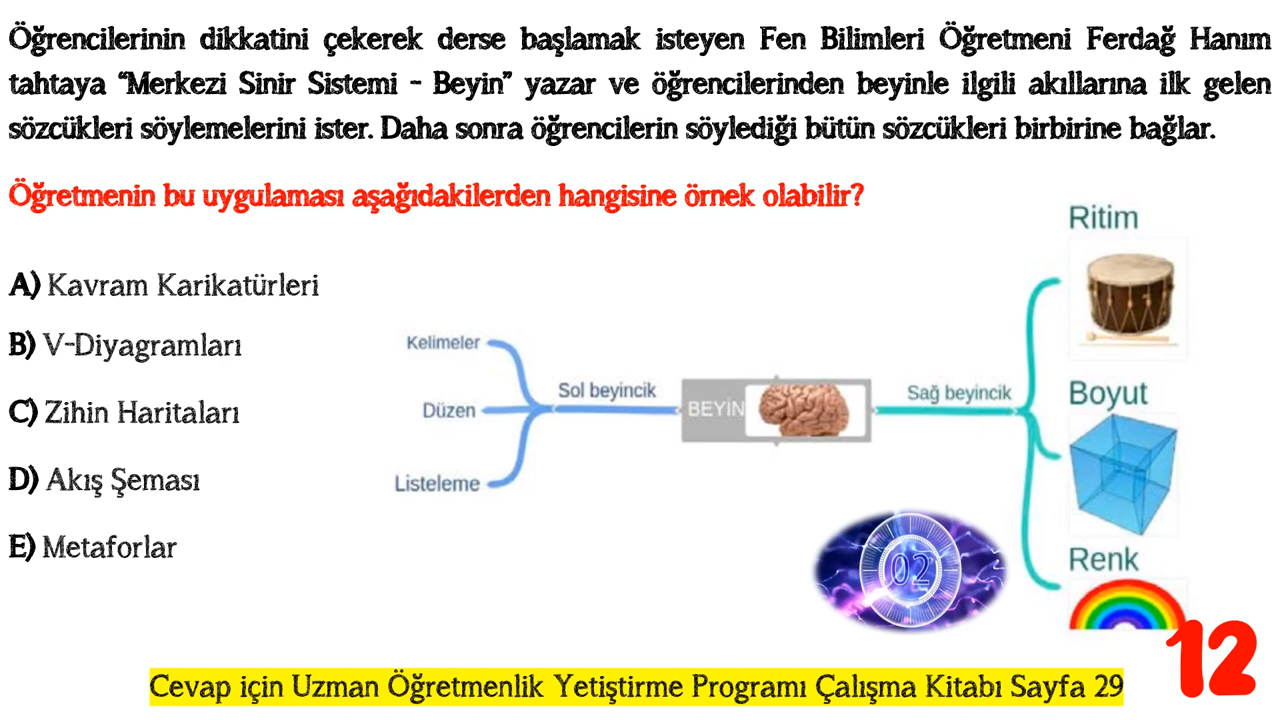 Öğrencilerinin dikkatini çekerek derse başlamak isteyen Fen Bilimleri Öğretmeni Ferdağ Hanım
tahtaya “Merkezi Sinir Sistemi - Beyin” yazar ve öğrencilerinden beyinle ilgili akıllarına ilk gelen
sözcükleri söylemelerini ister. Daha sonra öğrencilerin söylediği bütün sözcükleri birbirine bağlar.
Öğretmenin bu uygulaması aşağıdakilerden hangisine örnek olabilir?
A) Kavram Karikatürleri
B) V-Diyagramları
C) Zihin Haritaları
D) Akış Şeması
E) Metaforlar
Kelimeler
Düzen
Listeleme
Sol beyincik
BEYİN
Sağ beyincik
Ritim
Boyut
Renk
02
12
Cevap için Uzman Öğretmenlik Yetiştirme Programı Çalışma Kitabı Sayfa 29